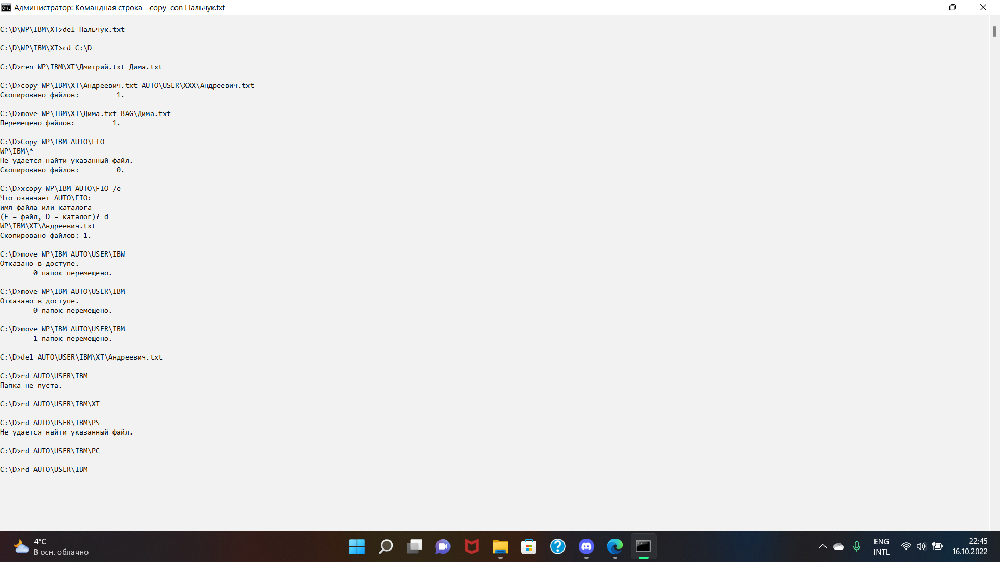 Администратор: Командная строка - copy  con Пальчук.txt
C:\D\WP\IBM\XT>del Пальчук.txt
C:\D\WP\IBM\XT>cd C:\D
C:\D>ren WP\IBM\XT\Дмитрий.txt Дима.txt
C:\D>copy WP\IBM\XT\Андреевич.txt AUTO\USER\XXX\Андреевич.txt
Скопировано файлов:         1.
C:\D>move WP\IBM\XT\Дима.txt BAG\Дима.txt
Перемещено файлов:         1.
C:\D>Copy WP\IBM AUTO\FIO
WP\IBM\*
Не удается найти указанный файл.
Скопировано файлов:         0.
C:\D>xcopy WP\IBM AUTO\FIO /e
Что означает AUTO\FIO:
имя файла или каталога
(F = файл, D = каталог)? d
WP\IBM\XT\Андреевич.txt
Скопировано файлов: 1.
C:\D>move WP\IBM AUTO\USER\IBW
Отказано в доступе.
        0 папок перемещено.
C:\D>move WP\IBM AUTO\USER\IBM
Отказано в доступе.
        0 папок перемещено.
C:\D>move WP\IBM AUTO\USER\IBM
        1 папок перемещено.
C:\D>del AUTO\USER\IBM\XT\Андреевич.txt
C:\D>rd AUTO\USER\IBM
Папка не пуста.
C:\D>rd AUTO\USER\IBM\XT
C:\D>rd AUTO\USER\IBM\PS
Не удается найти указанный файл.
C:\D>rd AUTO\USER\IBM\PC
C:\D>rd AUTO\USER\IBM
4°C
В осн. облачно
ENG
INTL
22:45
16.10.2022